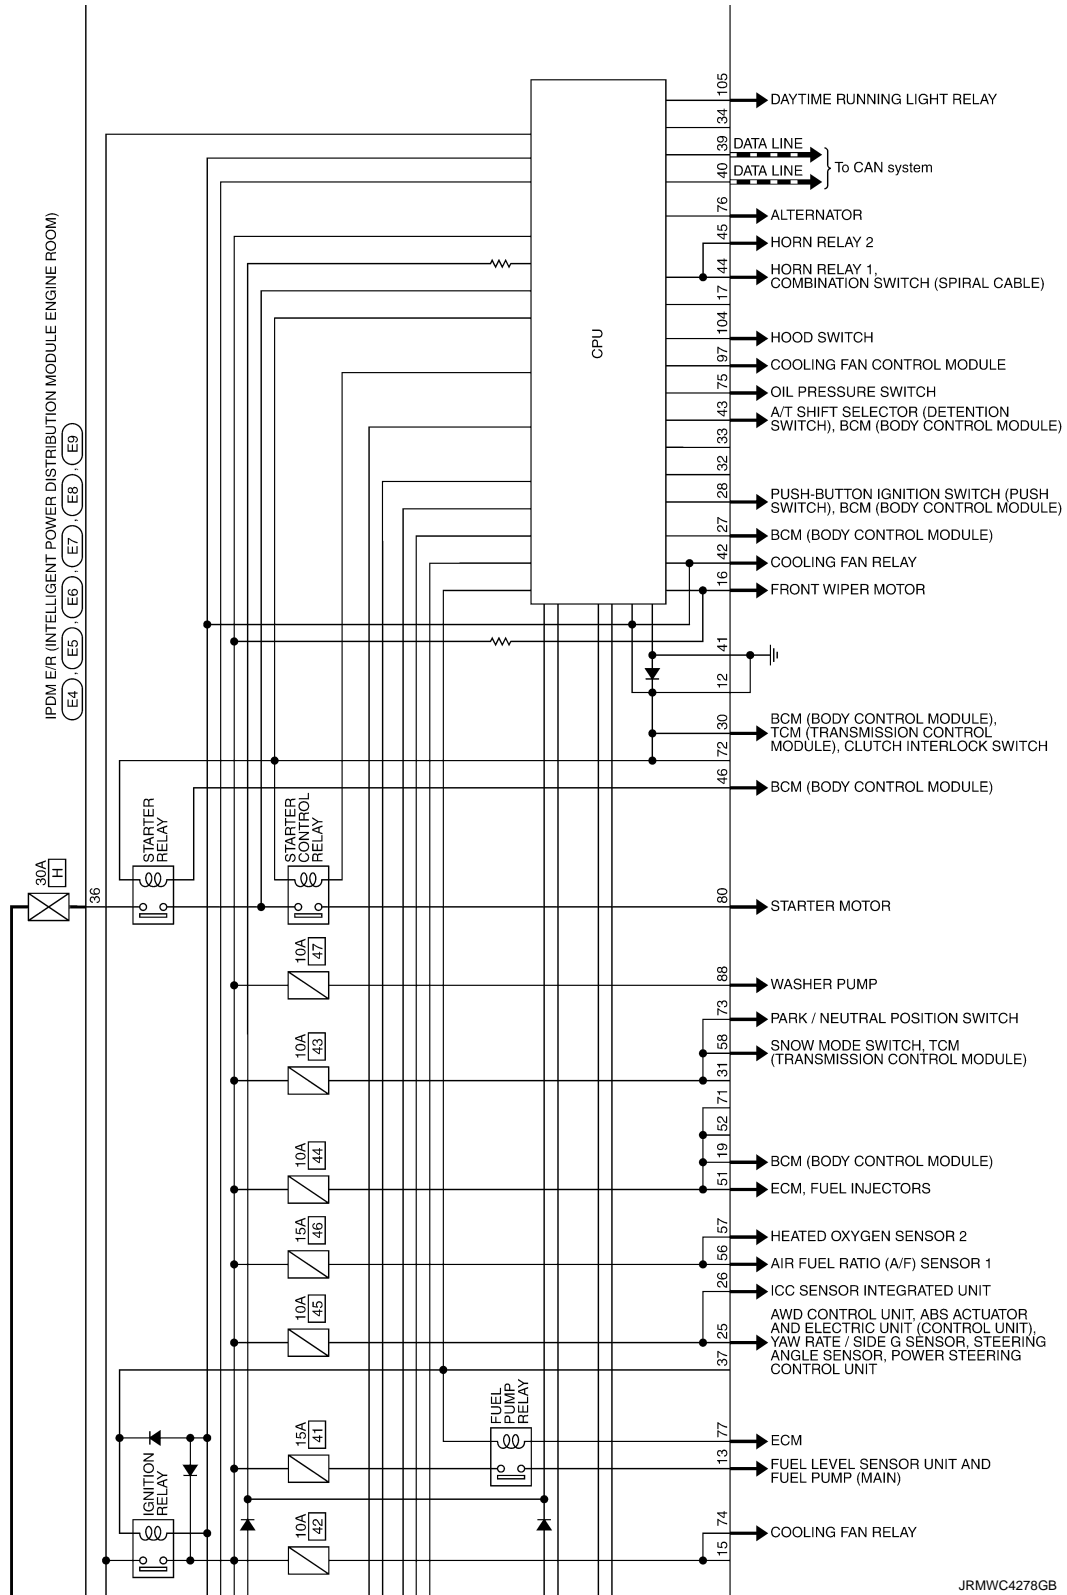 105
DAYTIME RUNNING LIGHT RELAY
34
39
DATA LINE
40
DATA LINE
To CAN system
76
ALTERNATOR
45
HORN RELAY 2
44
HORN RELAY 1,
COMBINATION SWITCH (SPIRAL CABLE)
17
104
HOOD SWITCH
97
COOLING FAN CONTROL MODULE
75
OIL PRESSURE SWITCH
43
A/T SHIFT SELECTOR (DETENTION
SWITCH), BCM (BODY CONTROL MODULE)
33
32
28
PUSH-BUTTON IGNITION SWITCH (PUSH
SWITCH), BCM (BODY CONTROL MODULE)
27
BCM (BODY CONTROL MODULE)
42
COOLING FAN RELAY
16
FRONT WIPER MOTOR
CPU
IPDM E/R (INTELLIGENT POWER DISTRIBUTION MODULE ENGINE ROOM)
E4 , E5 , E6 , E7 , E8 , E9
41
12
30
BCM (BODY CONTROL MODULE),
TCM (TRANSMISSION CONTROL
MODULE), CLUTCH INTERLOCK SWITCH
72
46
BCM (BODY CONTROL MODULE)
STARTER
RELAY
STARTER
CONTROL
RELAY
30A
H
36
80
STARTER MOTOR
10A
47
88
WASHER PUMP
73
PARK / NEUTRAL POSITION SWITCH
10A
43
58
SNOW MODE SWITCH, TCM
(TRANSMISSION CONTROL MODULE)
31
71
52
10A
44
19
BCM (BODY CONTROL MODULE)
51
ECM, FUEL INJECTORS
15A
46
57
HEATED OXYGEN SENSOR 2
56
AIR FUEL RATIO (A/F) SENSOR 1
26
ICC SENSOR INTEGRATED UNIT
10A
45
25
AWD CONTROL UNIT, ABS ACTUATOR
AND ELECTRIC UNIT (CONTROL UNIT),
YAW RATE / SIDE G SENSOR, STEERING
ANGLE SENSOR, POWER STEERING
CONTROL UNIT
37
FUEL
PUMP
RELAY
15A
41
77
ECM
13
FUEL LEVEL SENSOR UNIT AND
FUEL PUMP (MAIN)
IGNITION
RELAY
10A
42
74
COOLING FAN RELAY
15
JRMWC4278GB